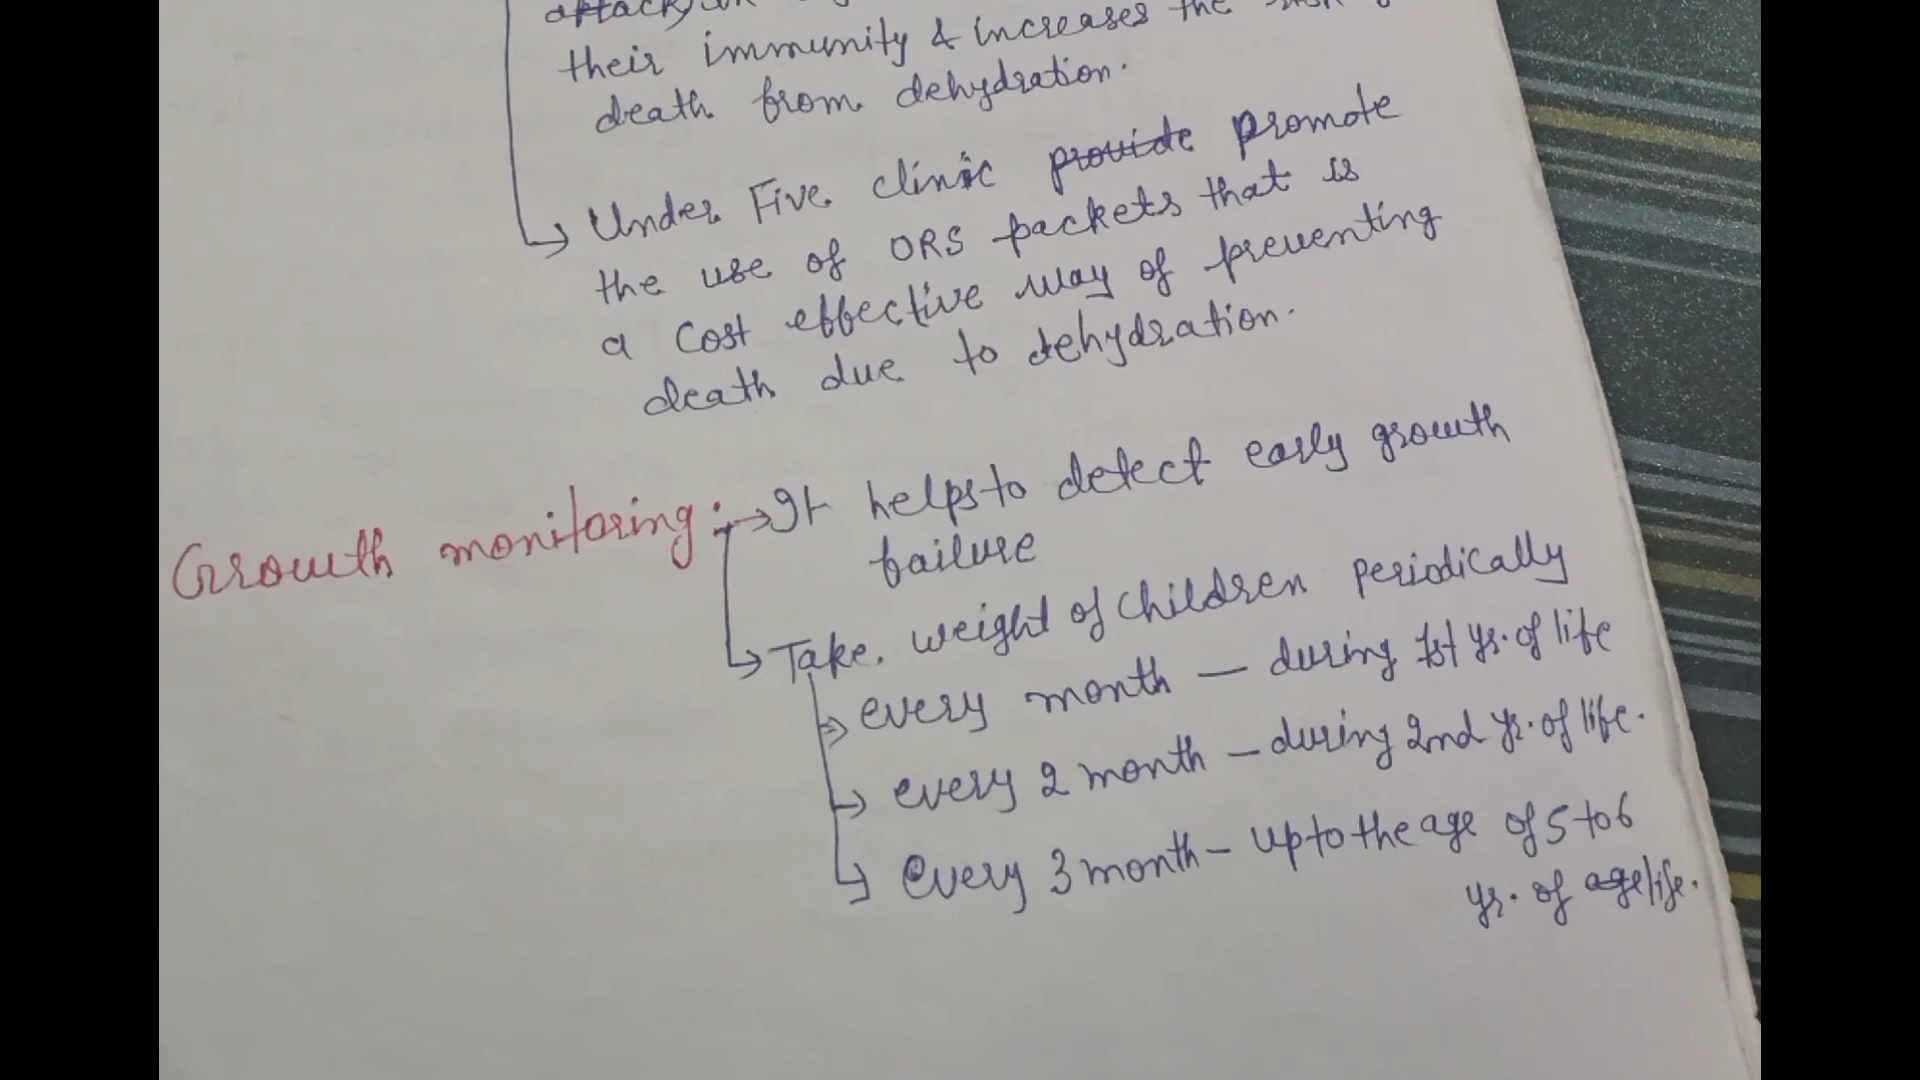 their immunity & increases the
death from dehydration.
→ Under Five clinic provide promote
the use of ORS packets that is
a cost effective way of preventing
death due to dehydration.
Growth monitoring :→ It helps to detect early growth
failure
→ Take weight of children periodically
→ every month – during 1st yr. of life
→ every 2 month – during 2nd yr. of life.
→ every 3 month – up to the age of 5 to 6
yr. of age life.